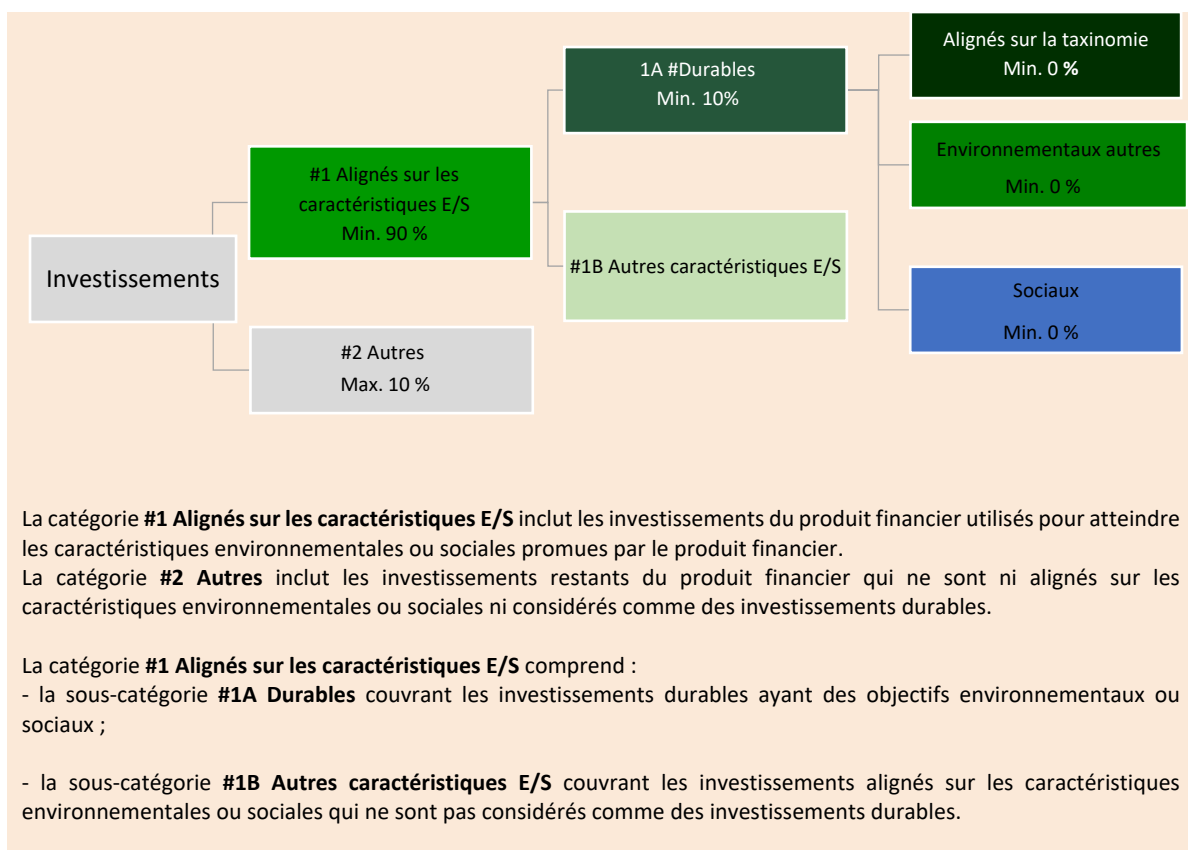 Investissements
#1 Alignés sur les
caractéristiques E/S
Min. 90 %
#2 Autres
Max. 10 %
1A #Durables
Min. 10%
#1B Autres caractéristiques E/S
Alignés sur la taxinomie
Min. 0 %
Environnementaux autres
Min. 0 %
Sociaux
Min. 0 %
La catégorie #1 Alignés sur les caractéristiques E/S inclut les investissements du produit financier utilisés pour atteindre
les caractéristiques environnementales ou sociales promues par le produit financier.
La catégorie #2 Autres inclut les investissements restants du produit financier qui ne sont ni alignés sur les
caractéristiques environnementales ou sociales ni considérés comme des investissements durables.
La catégorie #1 Alignés sur les caractéristiques E/S comprend :
- la sous-catégorie #1A Durables couvrant les investissements durables ayant des objectifs environnementaux ou
sociaux ;
- la sous-catégorie #1B Autres caractéristiques E/S couvrant les investissements alignés sur les caractéristiques
environnementales ou sociales qui ne sont pas considérés comme des investissements durables.